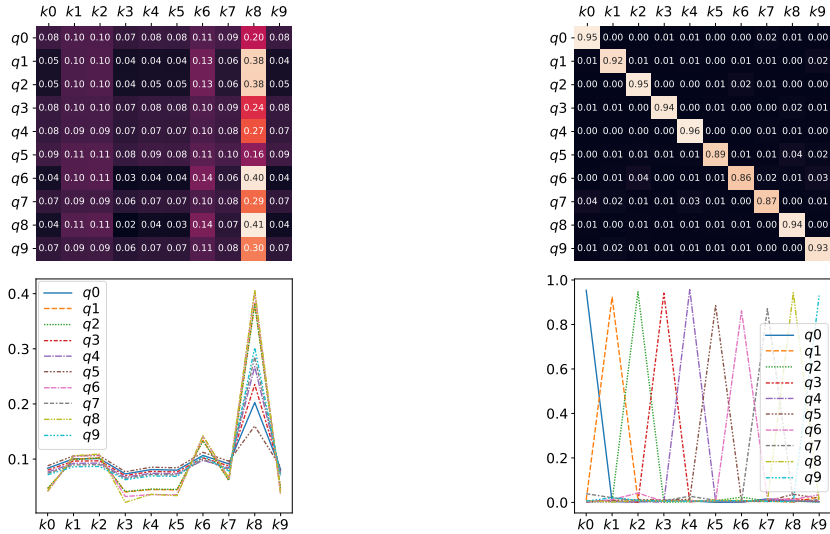 k0 k1 k2 k3 k4 k5 k6 k7 k8 k9
q0 0.08 0.10 0.10 0.07 0.08 0.08 0.11 0.09 0.20 0.08
q1 0.05 0.10 0.10 0.04 0.04 0.04 0.13 0.06 0.38 0.04
q2 0.05 0.10 0.10 0.04 0.05 0.04 0.13 0.06 0.38 0.05
q3 0.08 0.10 0.10 0.07 0.08 0.08 0.10 0.09 0.24 0.08
q4 0.08 0.09 0.09 0.07 0.08 0.07 0.10 0.08 0.27 0.07
q5 0.09 0.11 0.11 0.08 0.09 0.08 0.11 0.10 0.16 0.09
q6 0.04 0.11 0.11 0.03 0.04 0.04 0.14 0.06 0.40 0.04
q7 0.07 0.09 0.09 0.06 0.07 0.07 0.10 0.08 0.29 0.07
q8 0.04 0.11 0.11 0.02 0.04 0.03 0.14 0.07 0.41 0.04
q9 0.07 0.09 0.09 0.06 0.07 0.07 0.11 0.08 0.30 0.07
k0 k1 k2 k3 k4 k5 k6 k7 k8 k9
q0 0.95 0.00 0.00 0.01 0.01 0.00 0.00 0.02 0.01 0.00
q1 0.01 0.92 0.01 0.00 0.01 0.01 0.00 0.00 0.00 0.02
q2 0.00 0.00 0.95 0.00 0.00 0.01 0.02 0.01 0.00 0.00
q3 0.01 0.01 0.00 0.94 0.01 0.00 0.00 0.00 0.02 0.01
q4 0.00 0.00 0.00 0.01 0.96 0.00 0.00 0.01 0.01 0.00
q5 0.00 0.01 0.01 0.00 0.01 0.89 0.01 0.00 0.04 0.02
q6 0.00 0.01 0.04 0.00 0.01 0.01 0.86 0.02 0.01 0.03
q7 0.04 0.02 0.01 0.01 0.03 0.01 0.00 0.87 0.01 0.00
q8 0.00 0.01 0.00 0.01 0.01 0.01 0.00 0.01 0.94 0.00
q9 0.01 0.02 0.00 0.01 0.00 0.01 0.01 0.00 0.01 0.93
0.4
0.3
0.2
0.1
q0
q1
q2
q3
q4
q5
q6
q7
q8
q9
k0 k1 k2 k3 k4 k5 k6 k7 k8 k9
1.0
0.8
0.6
0.4
0.2
0.0
q0
q1
q2
q3
q4
q5
q6
q7
q8
q9
k0 k1 k2 k3 k4 k5 k6 k7 k8 k9